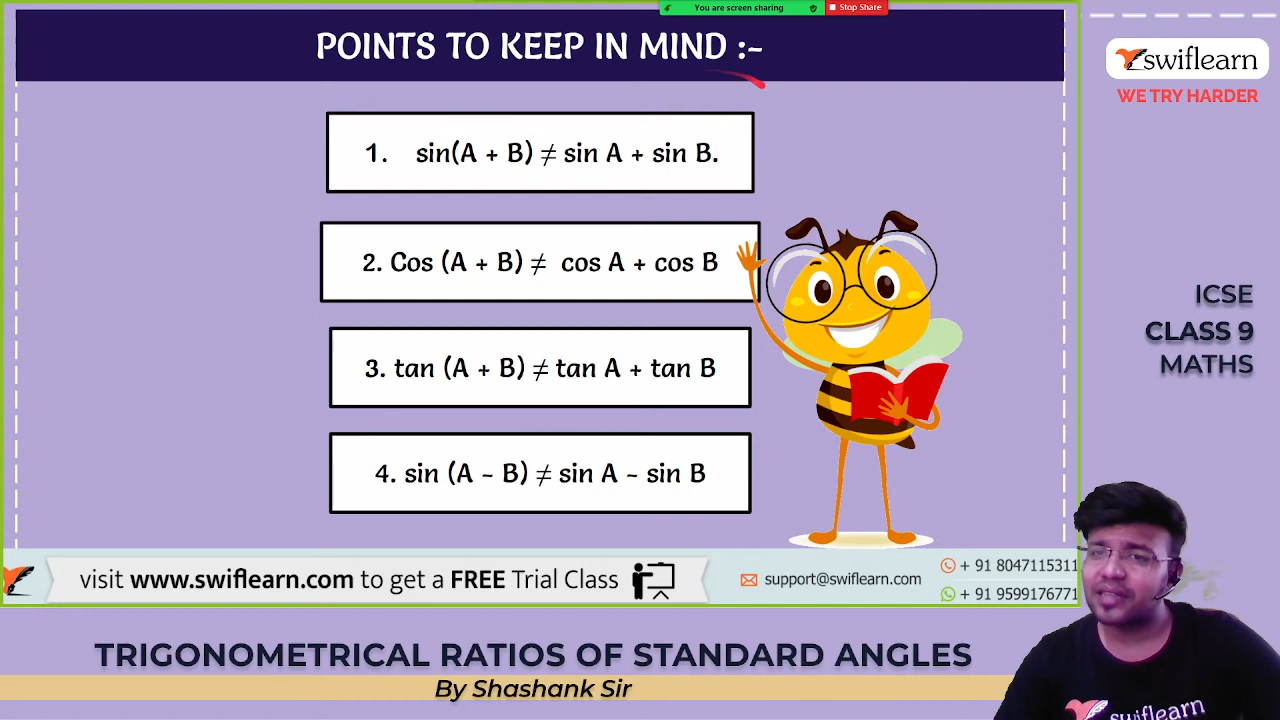 You are screen sharing
Stop Share
POINTS TO KEEP IN MIND :-
swiflearn
WE TRY HARDER
1. sin(A + B) ≠ sin A + sin B.
2. Cos (A + B) ≠ cos A + cos B
3. tan (A + B) ≠ tan A + tan B
4. sin (A - B) ≠ sin A - sin B
ICSE
CLASS 9
MATHS
visit www.swiflearn.com to get a FREE Trial Class
support@swiflearn.com
+ 91 8047115311
+ 91 9599176771
TRIGONOMETRICAL RATIOS OF STANDARD ANGLES
By Shashank Sir
swiflearn